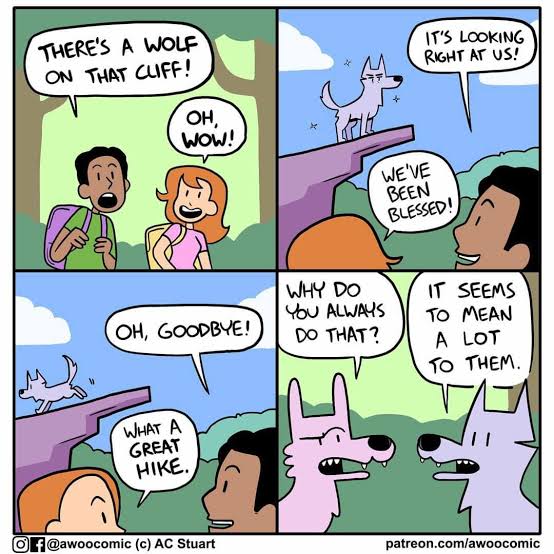 THERE'S A WOLF
ON THAT CLIFF!
OH,
WOW!
IT'S LOOKING
RIGHT AT US!
WE'VE
BEEN
BLESSED!
OH, GOODBYE!
WHAT A
GREAT
HIKE.
WHY DO
YOU ALWAYS
DO THAT?
IT SEEMS
TO MEAN
A LOT
TO THEM.
@awoocomic (c) AC Stuart
patreon.com/awoocomic